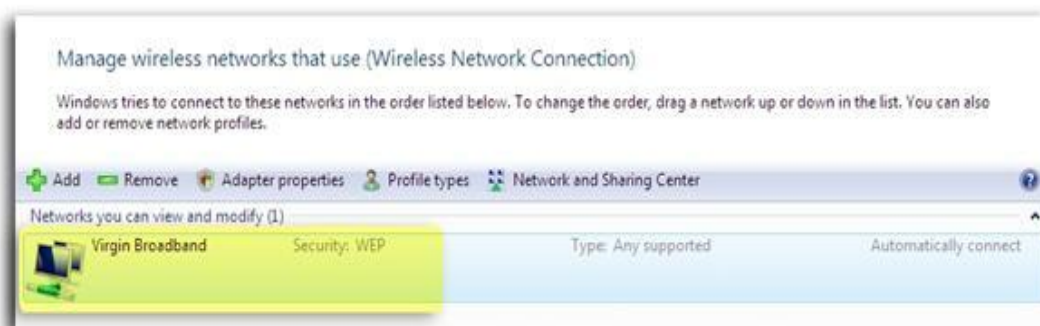 Manage wireless networks that use (Wireless Network Connection)
Windows tries to connect to these networks in the order listed below. To change the order, drag a network up or down in the list. You can also
add or remove network profiles.
Add Remove Adapter properties Profile types Network and Sharing Center ?
Networks you can view and modify (1)
Virgin Broadband Security: WEP Type: Any supported Automatically connect